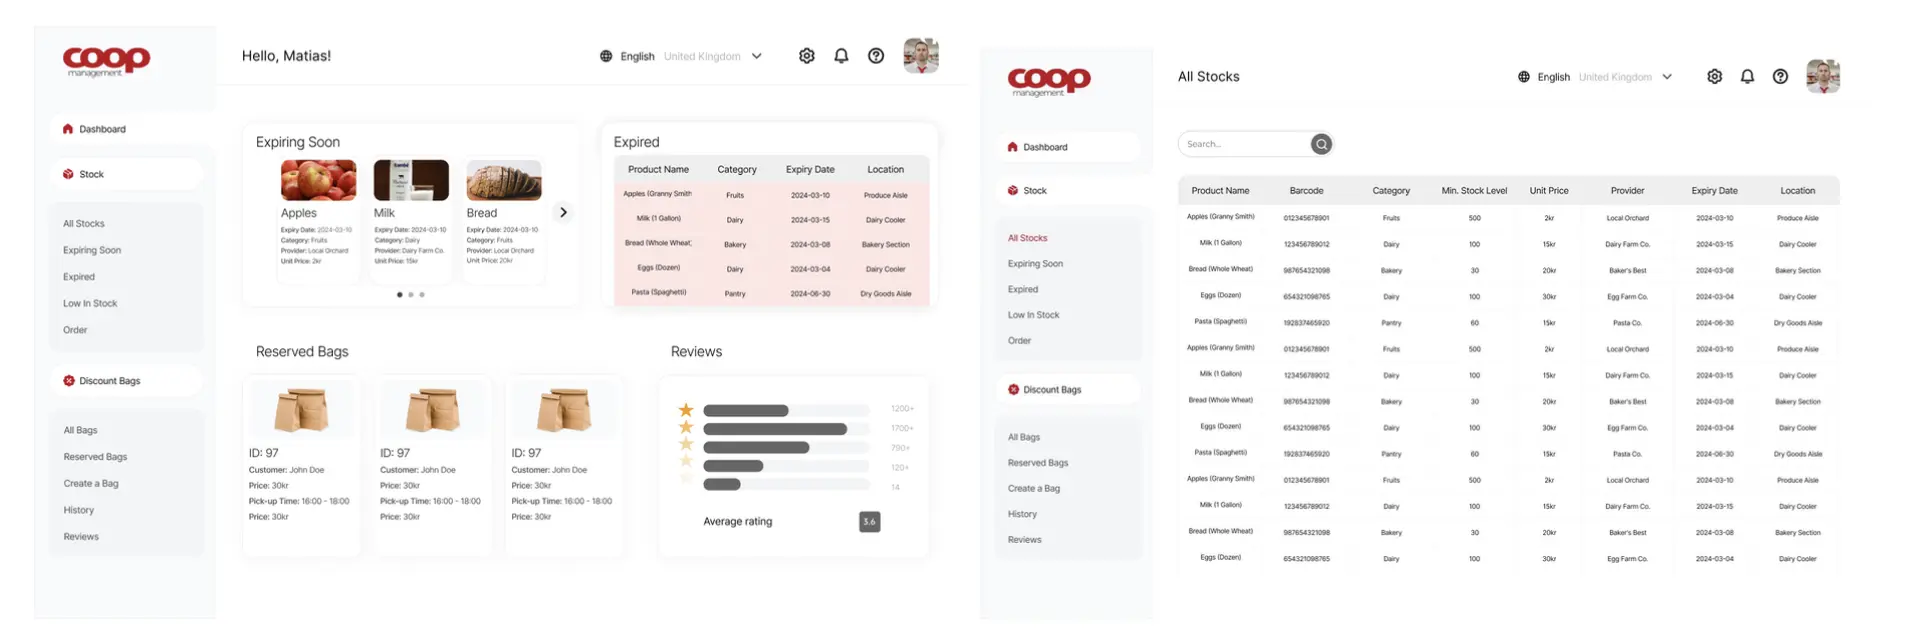 coop
management
Dashboard
Stock
All Stocks
Expiring Soon
Expired
Low In Stock
Order
Discount Bags
All Bags
Reserved Bags
Create a Bag
History
Reviews
Hello, Matias!
English United Kingdom
Expiring Soon
Apples
Expiry Date: 2024-03-10
Category: Fruits
Provider: Local Orchard
Unit Price: 2kr
Milk
Expiry Date: 2024-03-10
Category: Dairy
Provider: Dairy Farm Co.
Unit Price: 15kr
Bread
Expiry Date: 2024-03-10
Category: Fruits
Provider: Local Orchard
Unit Price: 20kr
Expired
Product Name Category Expiry Date Location
Apples (Granny Smith Fruits 2024-03-10 Produce Aisle
Milk (1 Gallon) Dairy 2024-03-15 Dairy Cooler
Bread (Whole Wheat) Bakery 2024-03-08 Bakery Section
Eggs (Dozen) Dairy 2024-03-04 Dairy Cooler
Pasta (Spaghetti) Pantry 2024-06-30 Dry Goods Aisle
Reserved Bags
ID: 97
Customer: John Doe
Price: 30kr
Pick-up Time: 16:00 - 18:00
Price: 30kr
ID: 97
Customer: John Doe
Price: 30kr
Pick-up Time: 16:00 - 18:00
Price: 30kr
ID: 97
Customer: John Doe
Price: 30kr
Pick-up Time: 16:00 - 18:00
Price: 30kr
Reviews
1200+
1700+
790+
120+
14
Average rating 3.6
coop
management
Dashboard
Stock
All Stocks
Expiring Soon
Expired
Low In Stock
Order
Discount Bags
All Bags
Reserved Bags
Create a Bag
History
Reviews
All Stocks
English United Kingdom
Search...
Product Name Barcode Category Min. Stock Level Unit Price Provider Expiry Date Location
Apples (Granny Smith) 012345678901 Fruits 500 2kr Local Orchard 2024-03-10 Produce Aisle
Milk (1 Gallon) 123456789012 Dairy 100 15kr Dairy Farm Co. 2024-03-15 Dairy Cooler
Bread (Whole Wheat) 987654321098 Bakery 30 20kr Baker's Best 2024-03-08 Bakery Section
Eggs (Dozen) 654321098765 Dairy 100 30kr Egg Farm Co. 2024-03-04 Dairy Cooler
Pasta (Spaghetti) 192837465920 Pantry 60 15kr Pasta Co. 2024-06-30 Dry Goods Aisle
Apples (Granny Smith) 012345678901 Fruits 500 2kr Local Orchard 2024-03-10 Produce Aisle
Milk (1 Gallon) 123456789012 Dairy 100 15kr Dairy Farm Co. 2024-03-15 Dairy Cooler
Bread (Whole Wheat) 987654321098 Bakery 30 20kr Baker's Best 2024-03-08 Bakery Section
Eggs (Dozen) 654321098765 Dairy 100 30kr Egg Farm Co. 2024-03-04 Dairy Cooler
Pasta (Spaghetti) 192837465920 Pantry 60 15kr Pasta Co. 2024-06-30 Dry Goods Aisle
Apples (Granny Smith) 012345678901 Fruits 500 2kr Local Orchard 2024-03-10 Produce Aisle
Milk (1 Gallon) 123456789012 Dairy 100 15kr Dairy Farm Co. 2024-03-15 Dairy Cooler
Bread (Whole Wheat) 987654321098 Bakery 30 20kr Baker's Best 2024-03-08 Bakery Section
Eggs (Dozen) 654321098765 Dairy 100 30kr Egg Farm Co. 2024-03-04 Dairy Cooler